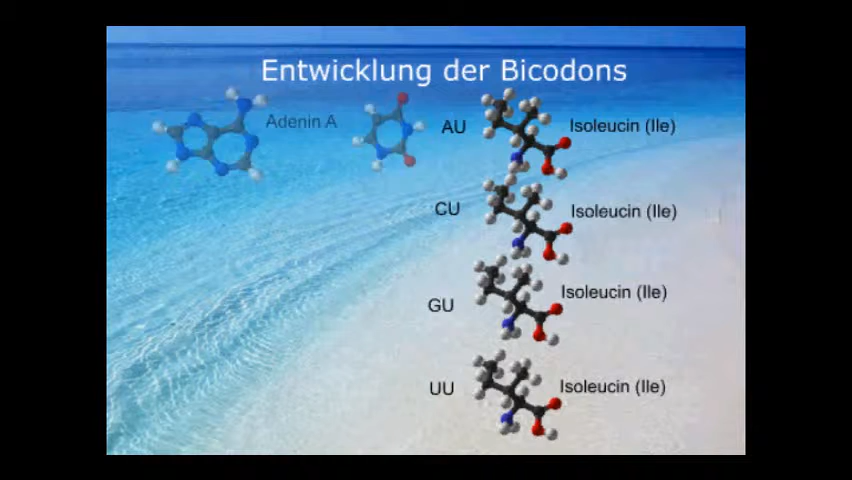 Entwicklung der Bicodons
Adenin A
AU Isoleucin (Ile)
CU Isoleucin (Ile)
GU Isoleucin (Ile)
UU Isoleucin (Ile)